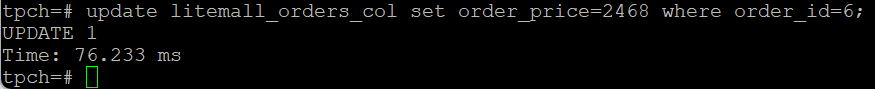 tpch=# update litemall_orders_col set order_price=2468 where order_id=6;
UPDATE 1
Time: 76.233 ms
tpch=#